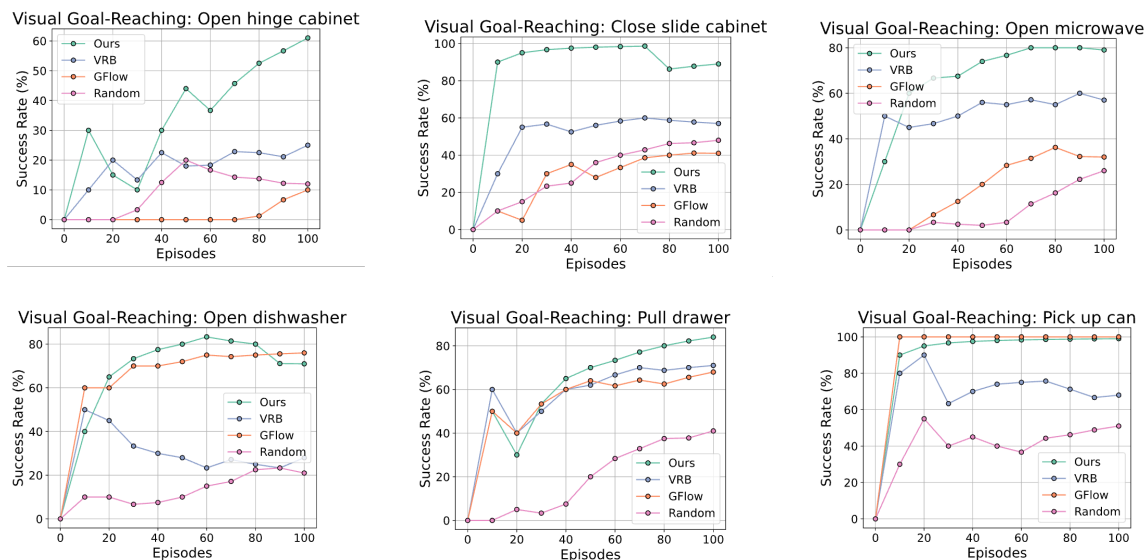 Visual Goal-Reaching: Open hinge cabinet
Success Rate (%)
60
50
40
30
20
10
0
Ours
VRB
GFlow
Random
0 20 40 60 80 100
Episodes
Visual Goal-Reaching: Close slide cabinet
Success Rate (%)
100
80
60
40
20
0
Ours
VRB
GFlow
Random
0 20 40 60 80 100
Episodes
Visual Goal-Reaching: Open microwave
Success Rate (%)
80
60
40
20
0
Ours
VRB
GFlow
Random
0 20 40 60 80 100
Episodes
Visual Goal-Reaching: Open dishwasher
Success Rate (%)
80
60
40
20
0
Ours
VRB
GFlow
Random
0 20 40 60 80 100
Episodes
Visual Goal-Reaching: Pull drawer
Success Rate (%)
80
60
40
20
0
Ours
VRB
GFlow
Random
0 20 40 60 80 100
Episodes
Visual Goal-Reaching: Pick up can
Success Rate (%)
100
80
60
40
20
0
Ours
VRB
GFlow
Random
0 20 40 60 80 100
Episodes